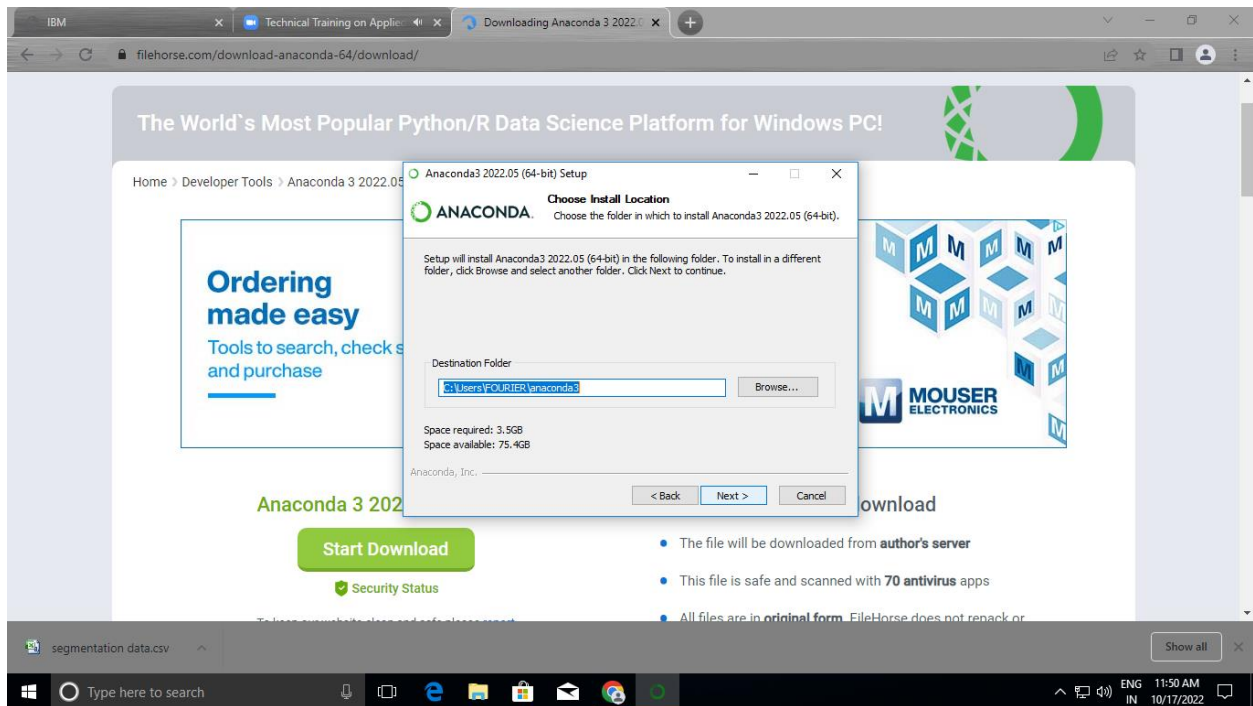 IBM
Technical Training on Applie
Downloading Anaconda 3 2022.0
filehorse.com/download-anaconda-64/download/
The World`s Most Popular Python/R Data Science Platform for Windows PC!
Home > Developer Tools > Anaconda 3 2022.05
Anaconda3 2022.05 (64-bit) Setup
ANACONDA.
Choose Install Location
Choose the folder in which to install Anaconda3 2022.05 (64-bit).
Setup will install Anaconda3 2022.05 (64-bit) in the following folder. To install in a different
folder, click Browse and select another folder. Click Next to continue.
Destination Folder
C:\Users\FOURIER\anaconda3
Browse...
Space required: 3.5GB
Space available: 75.4GB
Anaconda, Inc.
< Back
Next >
Cancel
Ordering
made easy
Tools to search, check s
and purchase
MOUSER
ELECTRONICS
Anaconda 3 202
Start Download
Security Status
ownload
The file will be downloaded from author's server
This file is safe and scanned with 70 antivirus apps
All files are in original form. FileHorse does not repack or
segmentation data.csv
Show all
Type here to search
ENG
IN
11:50 AM
10/17/2022